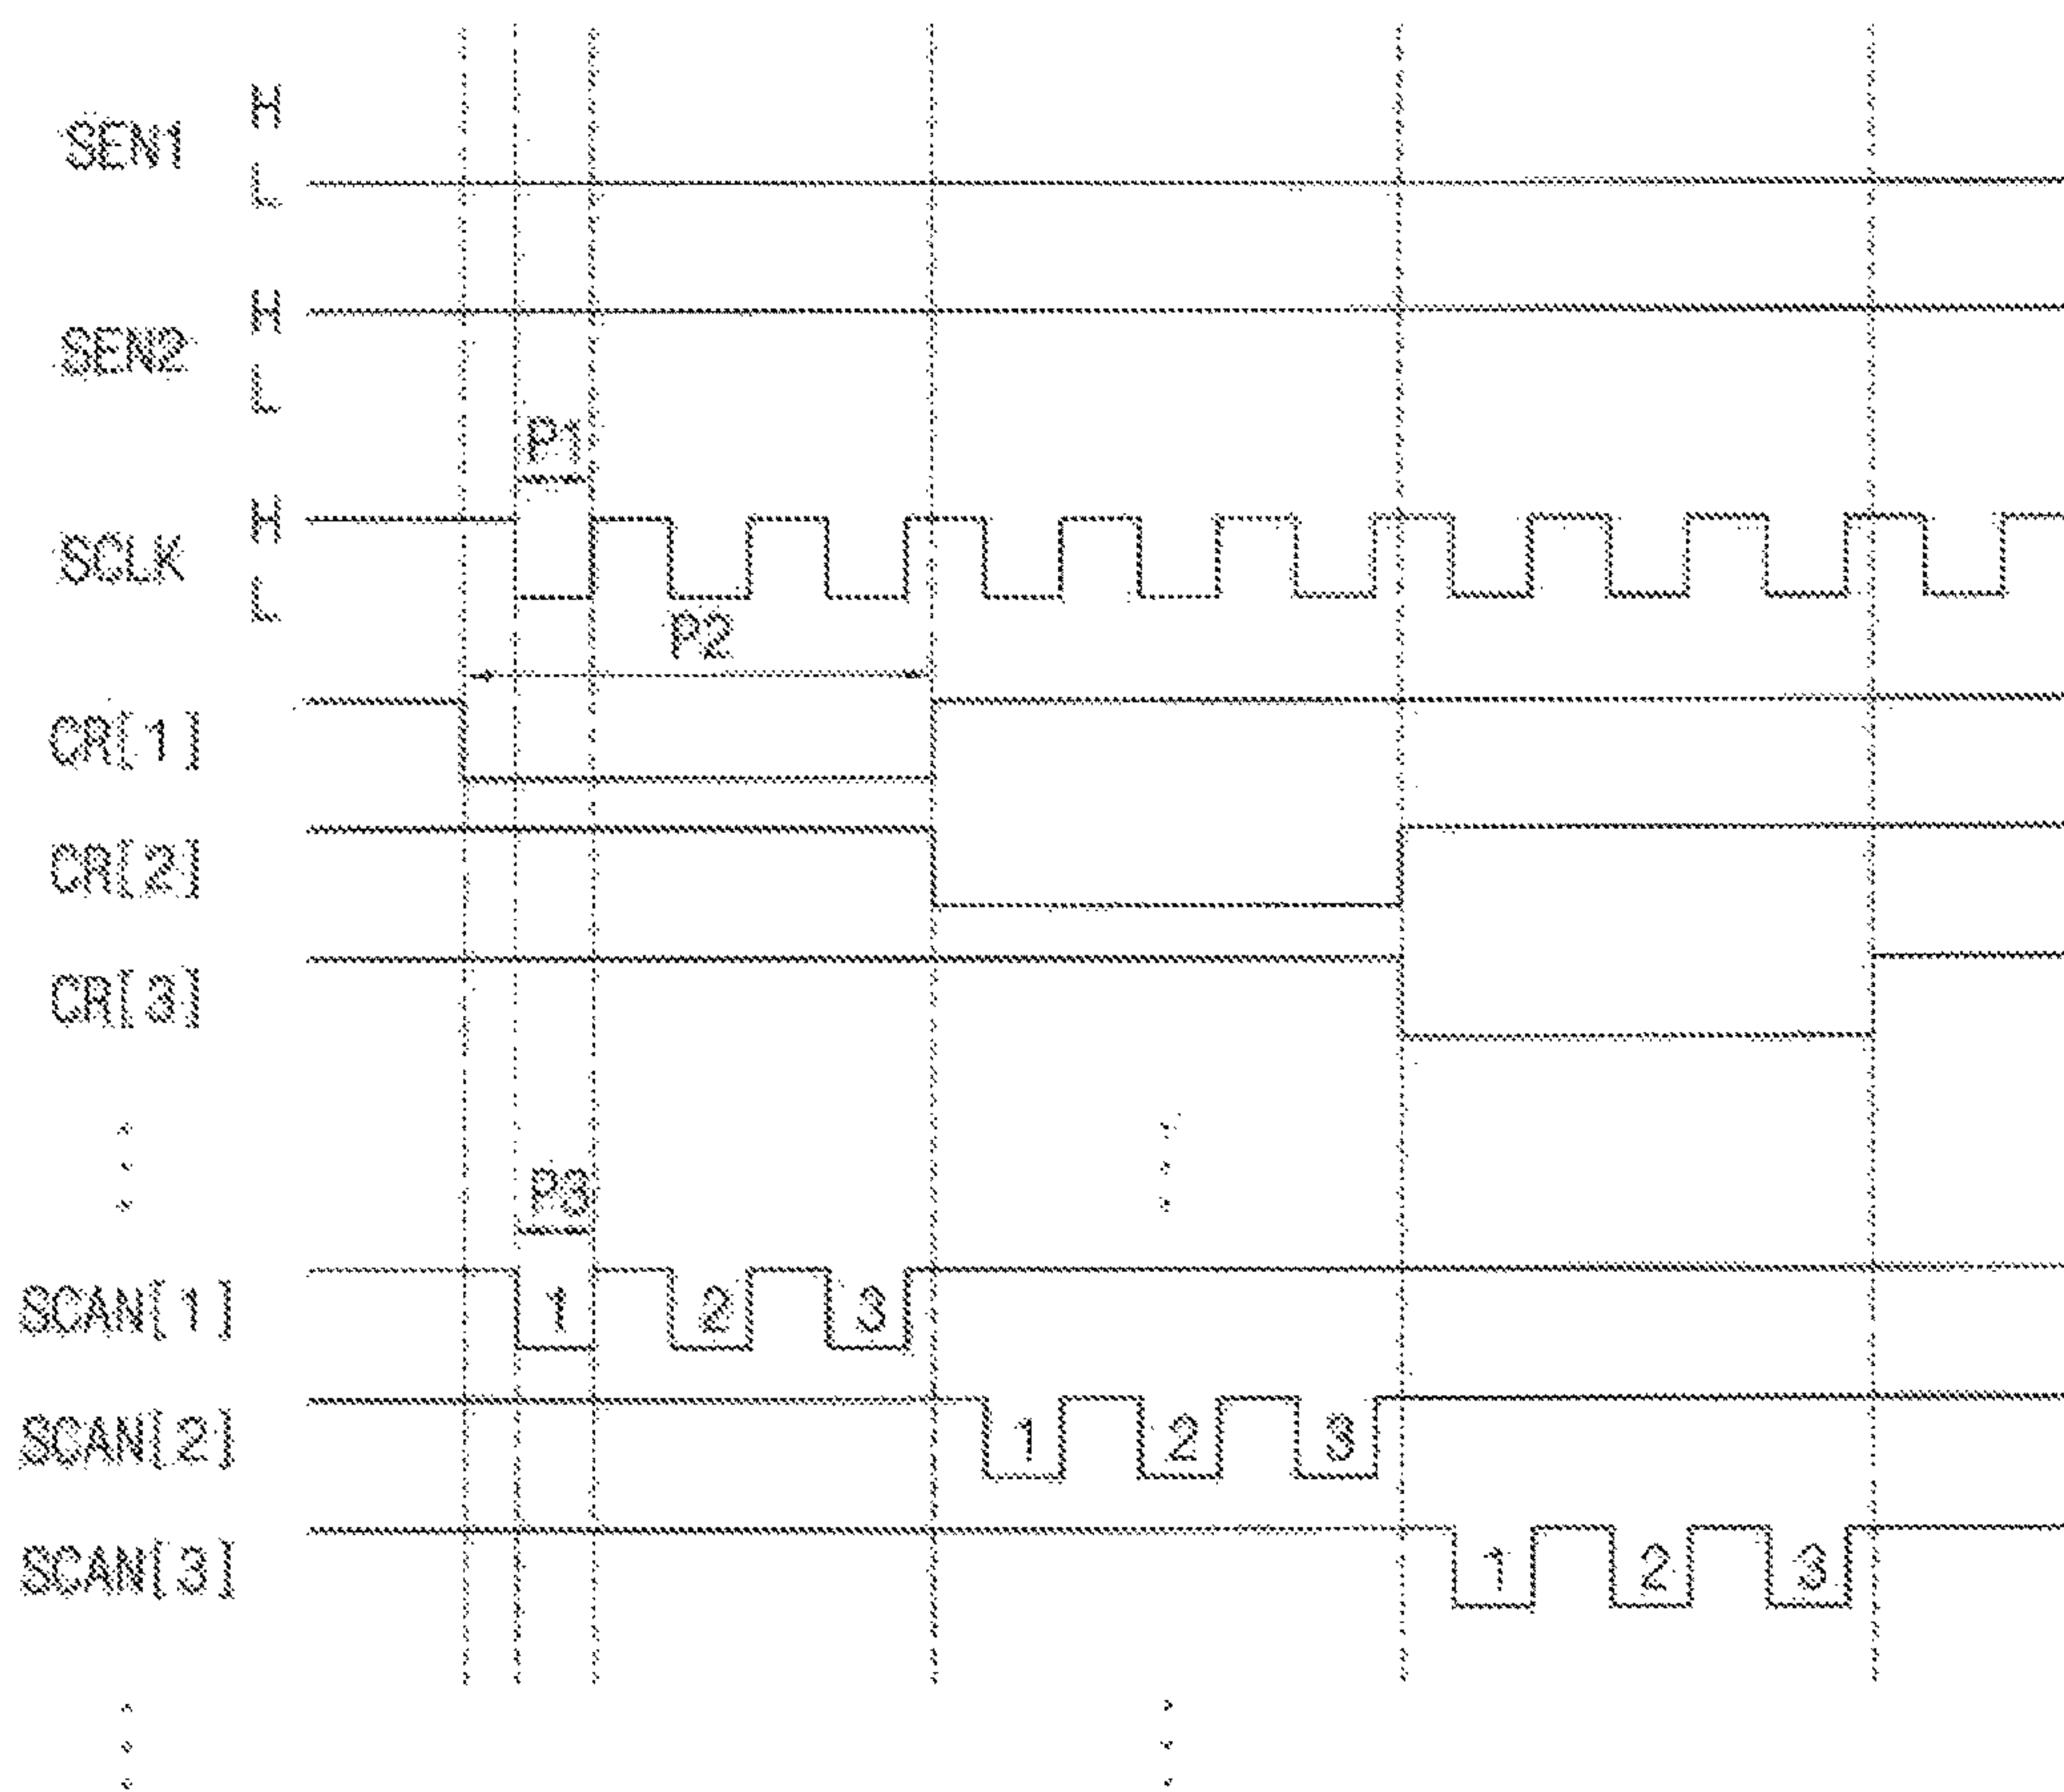 SEN1 H
L
SEN2 H
L
P1
SCLK H
L
P2
CR[1]
CR[2]
CR[3]
P3
SCAN[1] 1 2 3
SCAN[2] 1 2 3
SCAN[3] 1 2 3